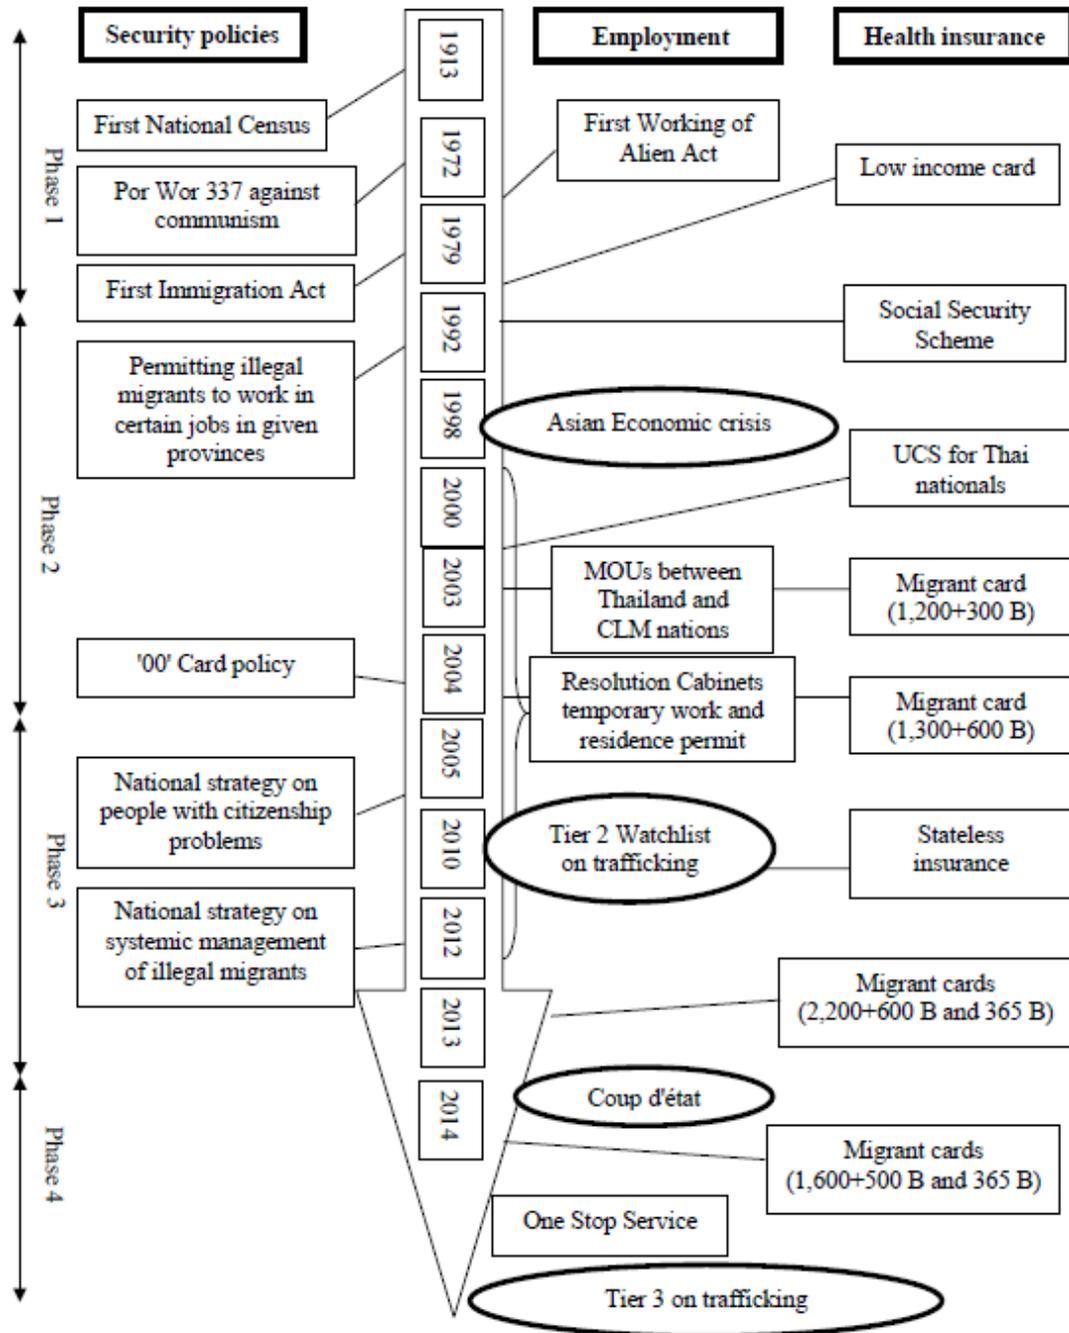 Security policies
Employment
Health insurance
1913
First National Census
First Working of
Alien Act
1972
Low income card
Por Wor 337 against
communism
1979
First Immigration Act
Phase 1
1992
Social Security
Scheme
Permitting illegal
migrants to work in
certain jobs in given
provinces
1998
Asian Economic crisis
UCS for Thai
nationals
2000
Phase 2
2003
MOUs between
Thailand and
CLM nations
Migrant card
(1,200+300 B)
'00' Card policy
2004
Resolution Cabinets
temporary work and
residence permit
Migrant card
(1,300+600 B)
2005
National strategy on
people with citizenship
problems
2010
Tier 2 Watchlist
on trafficking
Stateless
insurance
Phase 3
National strategy on
systemic management
of illegal migrants
2012
2013
Migrant cards
(2,200+600 B and 365 B)
2014
Coup d'état
Phase 4
Migrant cards
(1,600+500 B and 365 B)
One Stop Service
Tier 3 on trafficking